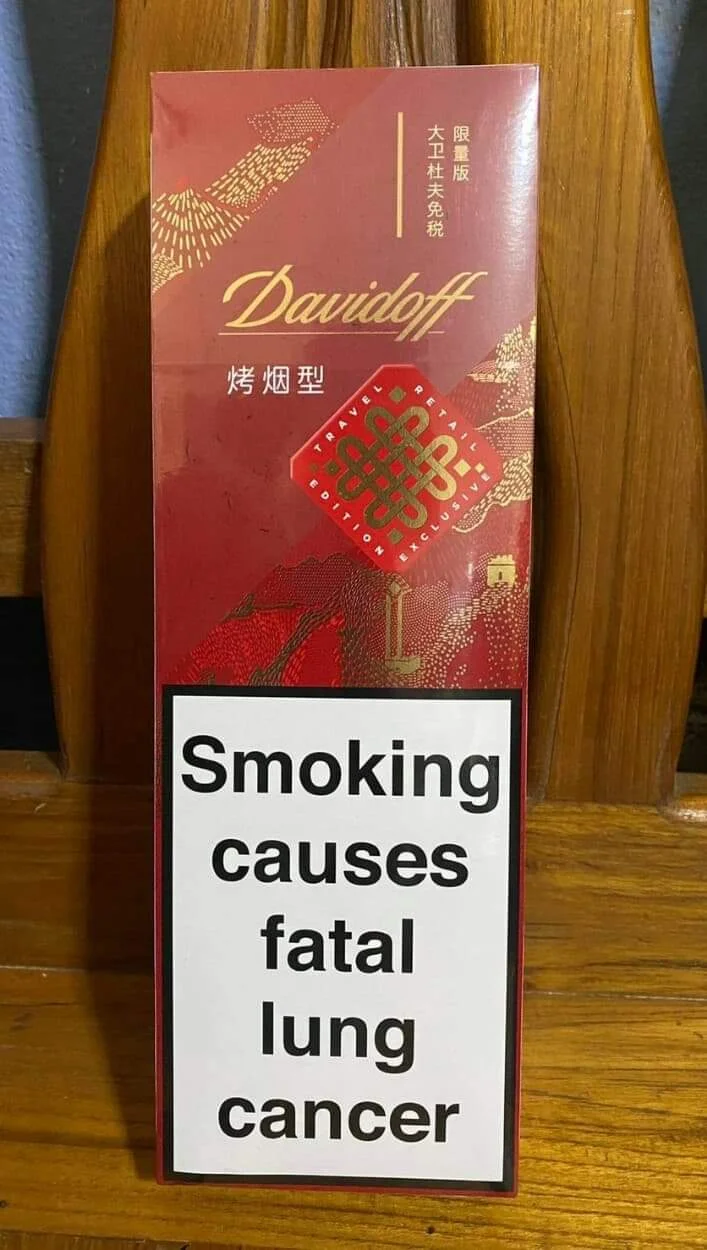 限量版
大卫杜夫免税
Davidoff
烤烟型
TRAVEL RETAIL
EDITION EXCLUSIVE
Smoking
causes
fatal
lung
cancer